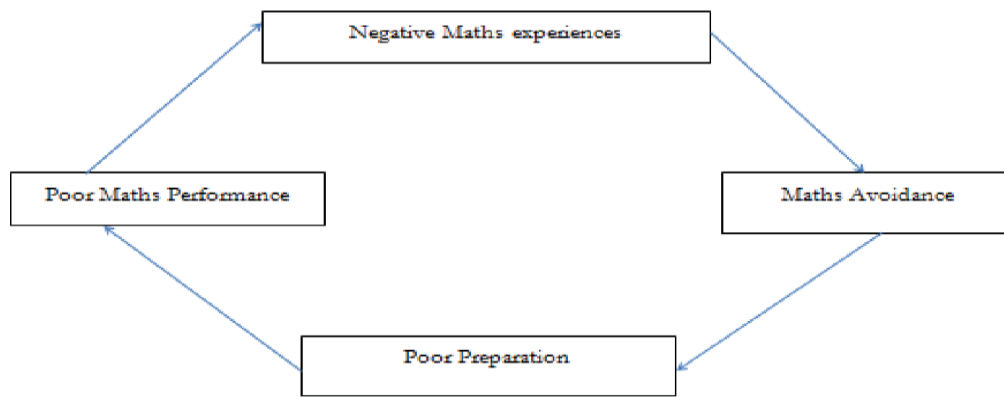 Negative Maths experiences
Poor Maths Performance
Maths Avoidance
Poor Preparation